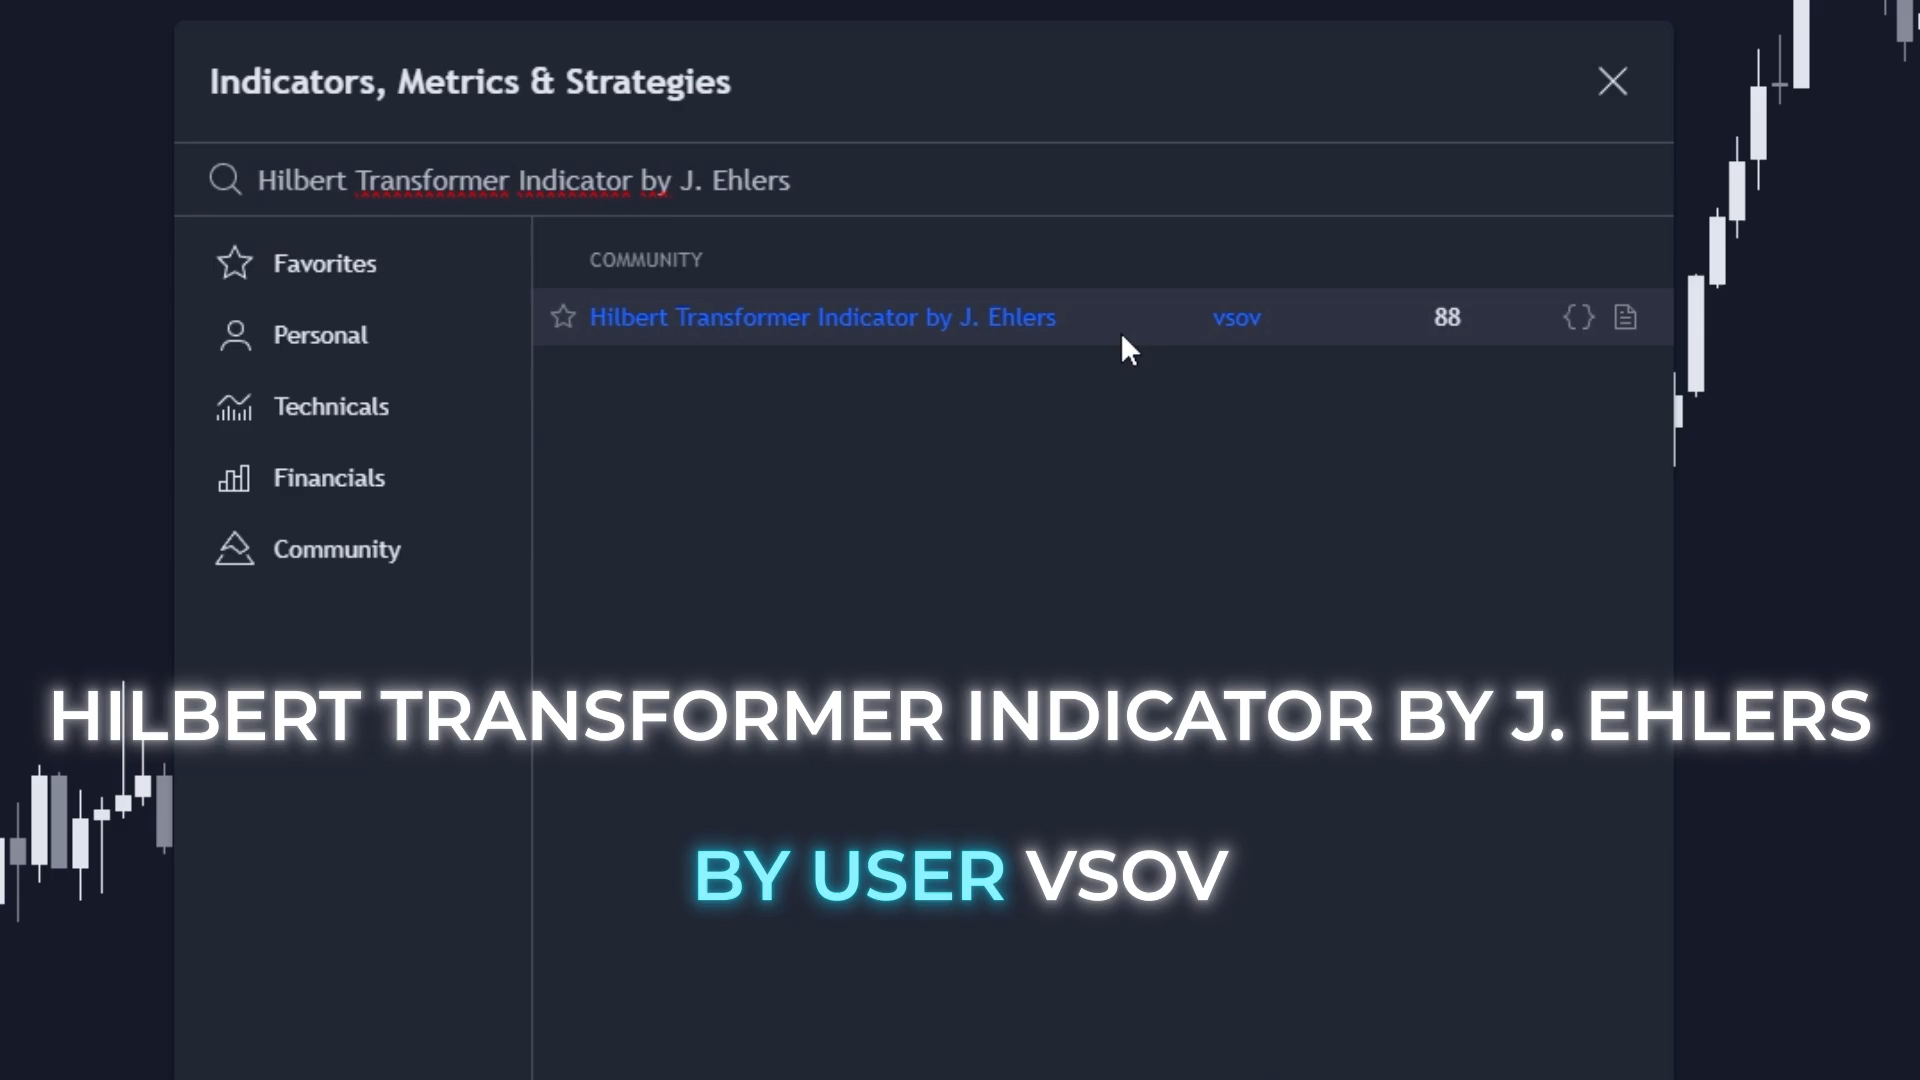 Indicators, Metrics & Strategies
Hilbert Transformer Indicator by J. Ehlers
Favorites
Personal
Technicals
Financials
Community
COMMUNITY
Hilbert Transformer Indicator by J. Ehlers vsov 88
HILBERT TRANSFORMER INDICATOR BY J. EHLERS
BY USER VSOV